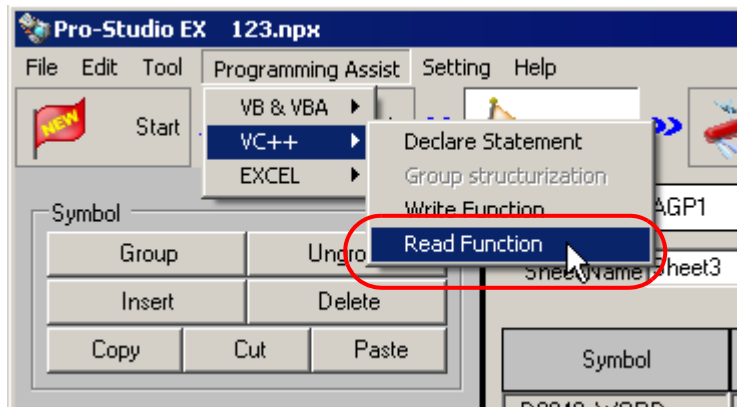 Pro-Studio EX 123.npx
File Edit Tool Programming Assist Setting Help
NEW
Start
VB & VBA
VC++
EXCEL
Declare Statement
Group structurization
Write Function
Read Function
AGP1
Sheet Name Sheet3
Symbol
Group
Insert Delete
Copy Cut Paste
Symbol